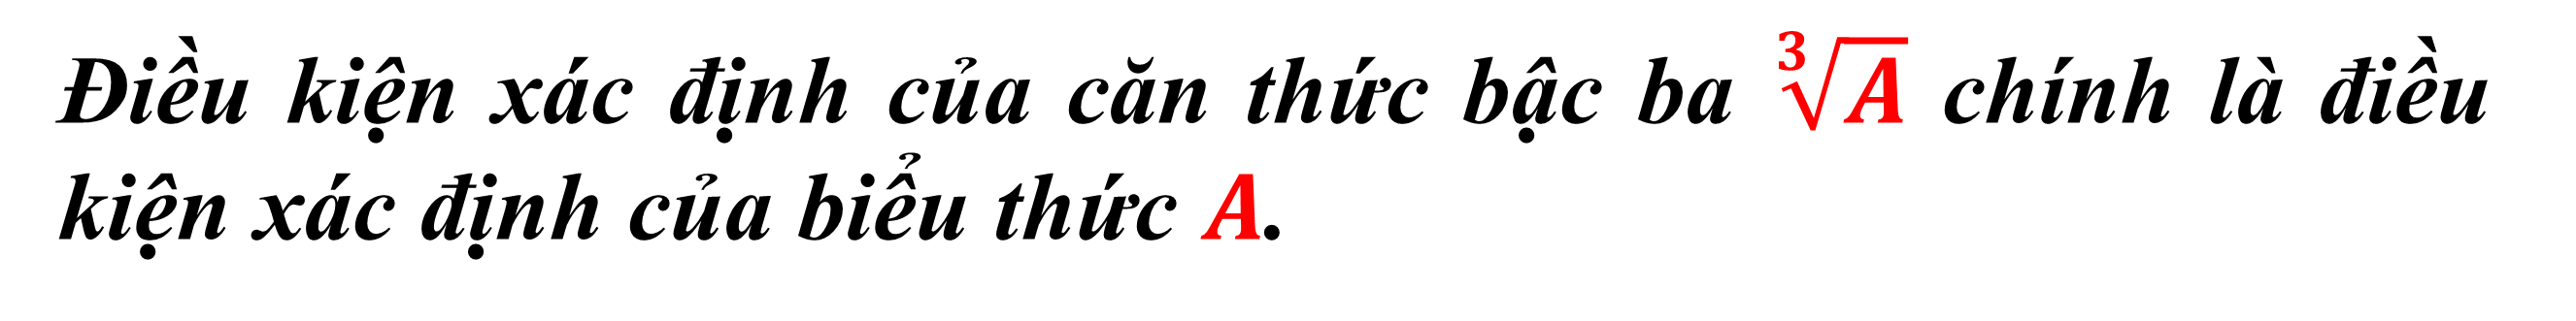 Điều kiện xác định của căn thức bậc ba ∛A chính là điều
kiện xác định của biểu thức A.